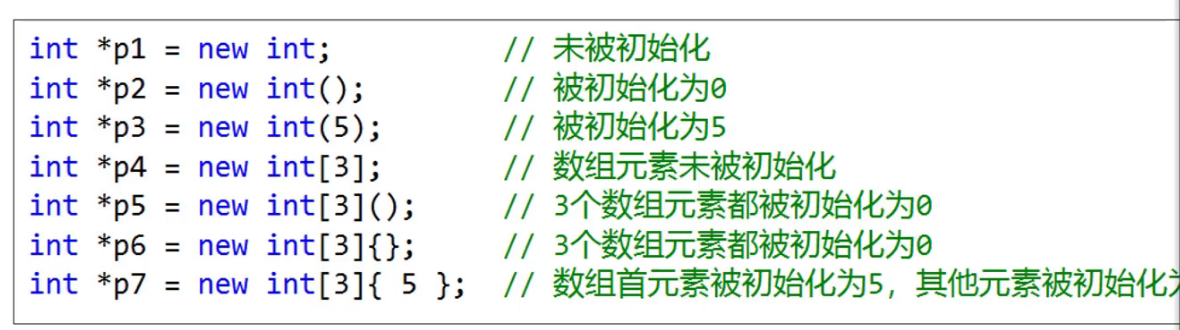 int *p1 = new int; // 未被初始化
int *p2 = new int(); // 被初始化为0
int *p3 = new int(5); // 被初始化为5
int *p4 = new int[3]; // 数组元素未被初始化
int *p5 = new int[3](); // 3个数组元素都被初始化为0
int *p6 = new int[3]{}; // 3个数组元素都被初始化为0
int *p7 = new int[3]{ 5 }; // 数组首元素被初始化为5，其他元素被初始化为